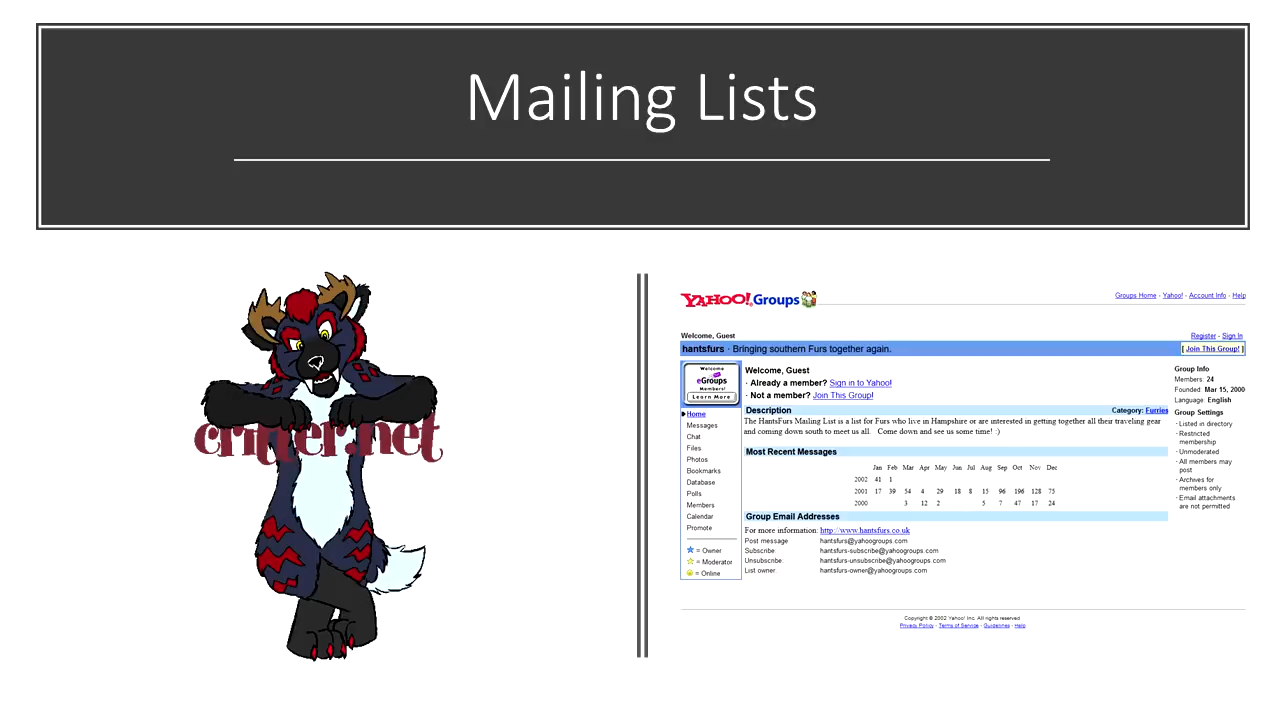 Mailing Lists
critter.net
YAHOO! Groups
Groups Home - Yahoo! - Account Info - Help
Welcome, Guest
Register - Sign In
hantsfurs · Bringing southern Furs together again.
[ Join This Group! ]
Welcome
eGroups
Members!
Learn More
Home
Messages
Chat
Files
Photos
Bookmarks
Database
Polls
Members
Calendar
Promote
= Owner
= Moderator
= Online
Welcome, Guest
· Already a member? Sign in to Yahoo!
· Not a member? Join This Group!
Description
Category: Furries
The HantsFurs Mailing List is a list for Furs who live in Hampshire or are interested in getting together all their traveling gear
and coming down south to meet us all. Come down and see us some time! :)
Most Recent Messages
Jan Feb Mar Apr May Jun Jul Aug Sep Oct Nov Dec
2002 41 1
2001 17 39 54 4 29 18 8 15 96 196 128 75
2000 3 12 2 5 7 47 17 24
Group Email Addresses
For more information: http://www.hantsfurs.co.uk
Post message hantsfurs@yahoogroups.com
Subscribe hantsfurs-subscribe@yahoogroups.com
Unsubscribe hantsfurs-unsubscribe@yahoogroups.com
List owner hantsfurs-owner@yahoogroups.com
Group Info
Members: 24
Founded: Mar 15, 2000
Language: English
Group Settings
· Listed in directory
· Restricted
membership
· Unmoderated
· All members may
post
· Archives for
members only
· Email attachments
are not permitted
Copyright © 2002 Yahoo! Inc. All rights reserved.
Privacy Policy - Terms of Service - Guidelines - Help